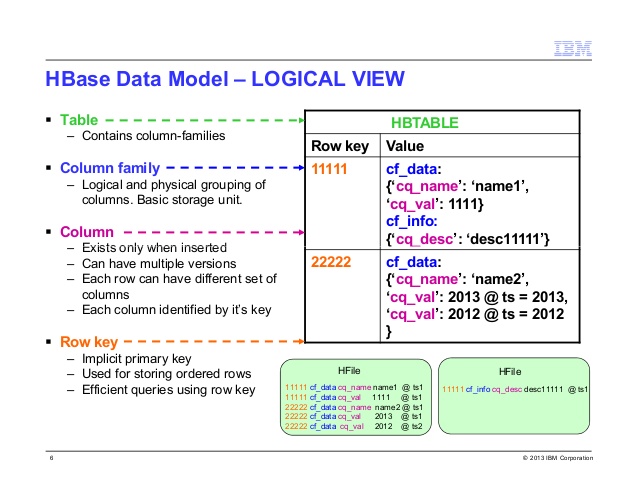 IBM
HBase Data Model – LOGICAL VIEW
▪ Table
– Contains column-families
▪ Column family
– Logical and physical grouping of
columns. Basic storage unit.
▪ Column
– Exists only when inserted
– Can have multiple versions
– Each row can have different set of
columns
– Each column identified by it’s key
▪ Row key
– Implicit primary key
– Used for storing ordered rows
– Efficient queries using row key
HBTABLE
Row key Value
11111 cf_data:
{‘cq_name’: ‘name1’,
‘cq_val’: 1111}
cf_info:
{‘cq_desc’: ‘desc11111’}
22222 cf_data:
{‘cq_name’: ‘name2’,
‘cq_val’: 2013 @ ts = 2013,
‘cq_val’: 2012 @ ts = 2012
}
HFile
11111 cf_data cq_name name1 @ ts1
11111 cf_data cq_val 1111 @ ts1
22222 cf_data cq_name name2 @ ts1
22222 cf_data cq_val 2013 @ ts1
22222 cf_data cq_val 2012 @ ts2
HFile
11111 cf_info cq_desc desc11111 @ ts1
6
© 2013 IBM Corporation